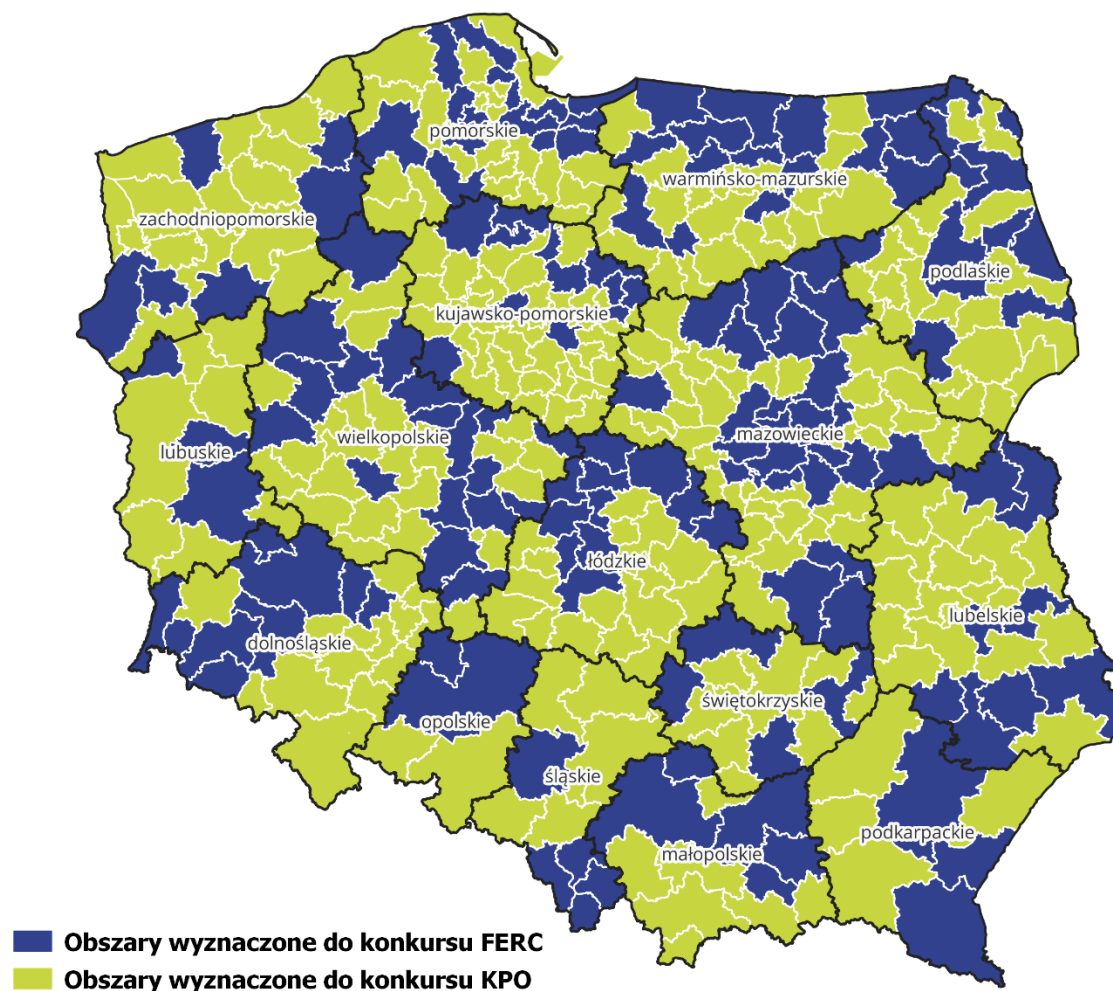 pomorskie
warmińsko-mazurskie
zachodniopomorskie
podlaskie
kujawsko-pomorskie
mazowieckie
wielkopolskie
lubuskie
łódzkie
lubelskie
dolnośląskie
świętokrzyskie
opolskie
śląskie
podkarpackie
małopolskie
Obszary wyznaczone do konkursu FERC
Obszary wyznaczone do konkursu KPO